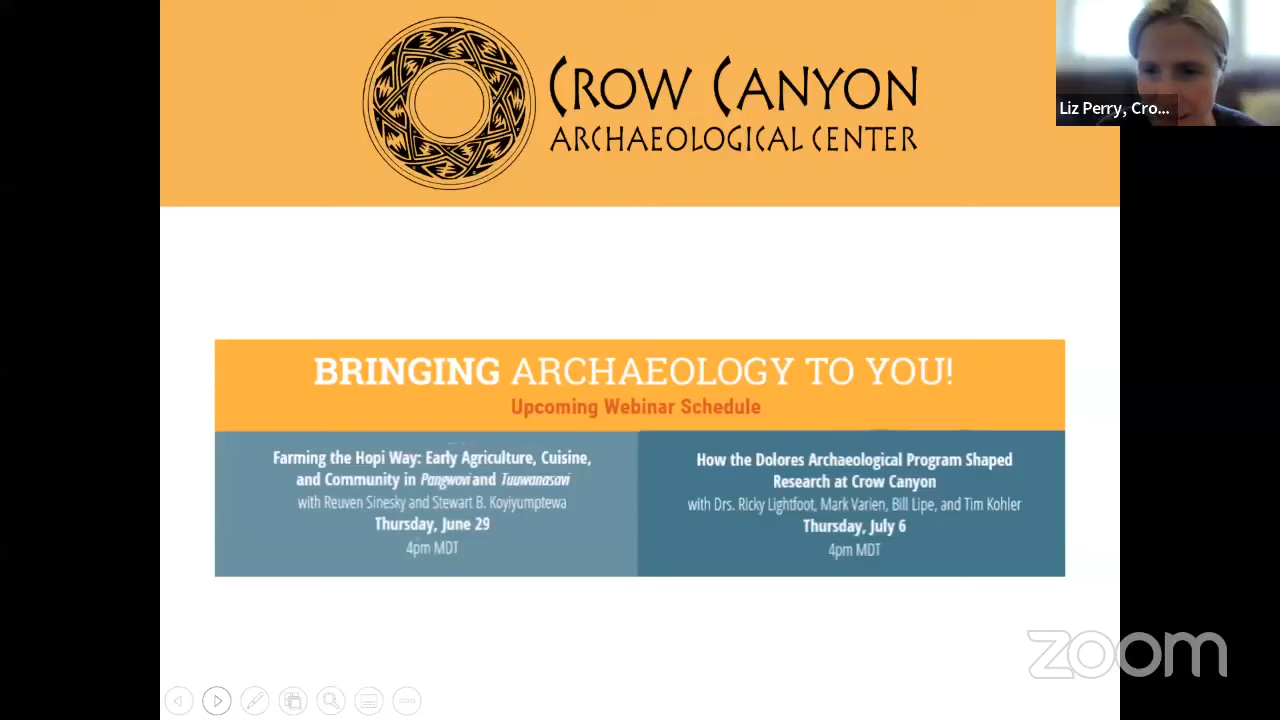 CROW CANYON
ARCHAEOLOGICAL CENTER
Liz Perry, Cro...
BRINGING ARCHAEOLOGY TO YOU!
Upcoming Webinar Schedule
Farming the Hopi Way: Early Agriculture, Cuisine,
and Community in Pangwovi and Tuuwanasavi
with Reuven Sinesky and Stewart B. Koyiyumptewa
Thursday, June 29
4pm MDT
How the Dolores Archaeological Program Shaped
Research at Crow Canyon
with Drs. Ricky Lightfoot, Mark Varien, Bill Lipe, and Tim Kohler
Thursday, July 6
4pm MDT
zoom